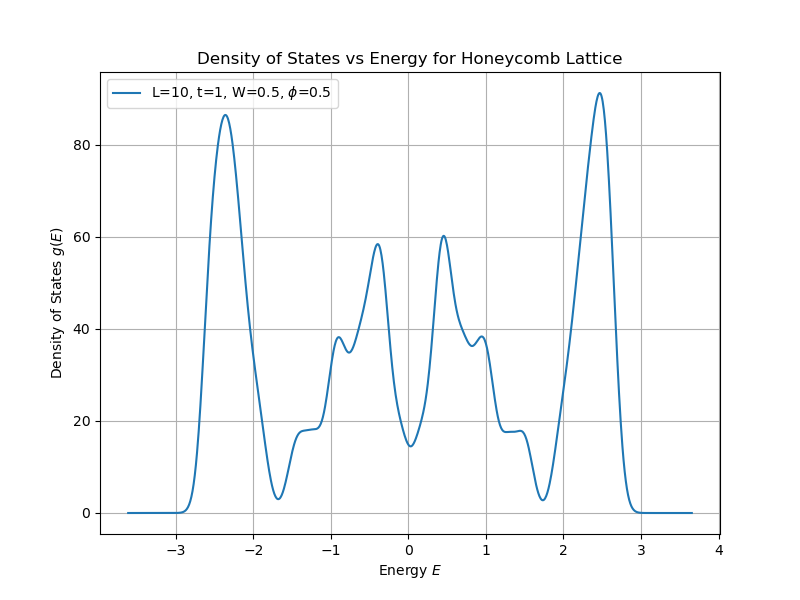 Density of States vs Energy for Honeycomb Lattice
L=10, t=1, W=0.5, ϕ=0.5
Density of States g(E)
80
60
40
20
0
−3 −2 −1 0 1 2 3 4
Energy E